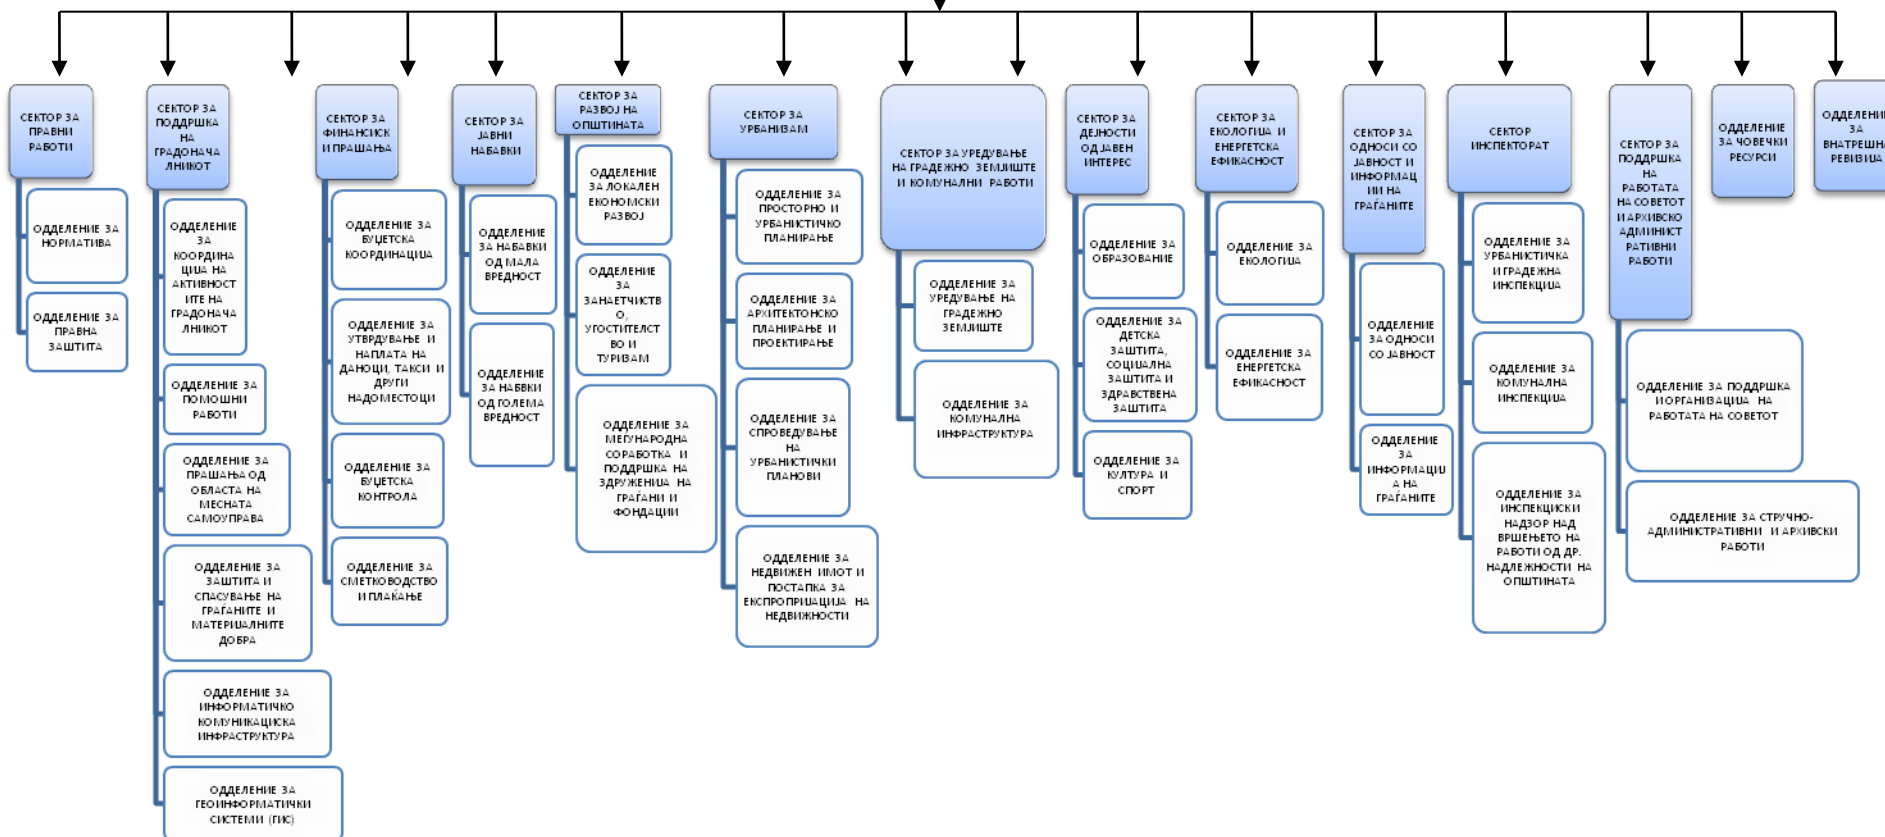 СЕКТОР ЗА
ПРАВНИ
РАБОТИ
ОДДЕЛЕНИЕ ЗА
НОРМАТИВА
ОДДЕЛЕНИЕ ЗА
ПРАВНА
ЗАШТИТА
СЕКТОР ЗА
ПОДДРШКА
НА
ГРАДОНАЧА
ЛНИКОТ
ОДДЕЛЕНИЕ
ЗА
КООРДИНА
ЦИЈА НА
АКТИВНОСТ
ИТЕ НА
ГРАДОНАЧА
ЛНИКОТ
ОДДЕЛЕНИЕ ЗА
ПОМОШНИ
РАБОТИ
ОДДЕЛЕНИЕ ЗА
ПРАШАЊА ОД
ОБЛАСТА НА
МЕСНАТА
САМОУПРАВА
ОДДЕЛЕНИЕ ЗА
ЗАШТИТА И
СПАСУВАЊЕ НА
ГРАЃАНИТЕ И
МАТЕРИЈАЛНИТЕ
ДОБРА
ОДДЕЛЕНИЕ ЗА
ИНФОРМАТИЧКО
КОМУНИКАЦИСКА
ИНФРАСТРУКТУРА
ОДДЕЛЕНИЕ ЗА
ГЕОИНФОРМАТИЧКИ
СИСТЕМИ (ГИС)
СЕКТОР ЗА
ФИНАНСИСК
И ПРАШАЊА
ОДДЕЛЕНИЕ
ЗА
БУЏЕТСКА
КООРДИНАЦИЈА
ОДДЕЛЕНИЕ ЗА
УТВРДУВАЊЕ И
НАПЛАТА НА
ДАНОЦИ, ТАКСИ И
ДРУГИ
НАДОМЕСТОЦИ
ОДДЕЛЕНИЕ ЗА
БУЏЕТСКА
КОНТРОЛА
ОДДЕЛЕНИЕ ЗА
СМЕТКОВОДСТВО
И ПЛАЌАЊЕ
СЕКТОР ЗА
ЈАВНИ
НАБАВКИ
ОДДЕЛЕНИЕ
ЗА НАБАВКИ
ОД МАЛА
ВРЕДНОСТ
ОДДЕЛЕНИЕ
ЗА НАБВКИ
ОД ГОЛЕМА
ВРЕДНОСТ
СЕКТОР ЗА
РАЗВОЈ НА
ОПШТИНАТА
ОДДЕЛЕНИЕ
ЗА ЛОКАЛЕН
ЕКОНОМСКИ
РАЗВОЈ
ОДДЕЛЕНИЕ
ЗА
ЗАНАЕТЧИСТВ
О,
УГОСТИТЕЛСТ
ВО И
ТУРИЗАМ
ОДДЕЛЕНИЕ ЗА
МЕГУНАРОДНА
СОРАБОТКА И
ПОДДРШКА НА
ЗДРУЖЕНИЈА НА
ГРАЃАНИ И
ФОНДАЦИИ
СЕКТОР ЗА
УРБАНИЗАМ
ОДДЕЛЕНИЕ ЗА
ПРОСТОРНО И
УРБАНИСТИЧКО
ПЛАНИРАЊЕ
ОДДЕЛЕНИЕ ЗА
АРХИТЕКТОНСКО
ПЛАНИРАЊЕ И
ПРОЕКТИРАЊЕ
ОДДЕЛЕНИЕ ЗА
СПРОВЕДУВАЊЕ
НА
УРБАНИСТИЧКИ
ПЛАНОВИ
ОДДЕЛЕНИЕ ЗА
НЕДВИЖЕН ИМОТ И
ПОСТАПКА ЗА
ЕКСПРОПРИЈАЦИЈА НА
НЕДВИЖНОСТИ
СЕКТОР ЗА УРЕДУВАЊЕ
НА ГРАДЕЖНО ЗЕМЈИШТЕ
И КОМУНАЛНИ РАБОТИ
ОДДЕЛЕНИЕ ЗА
УРЕДУВАЊЕ НА
ГРАДЕЖНО
ЗЕМЈИШТЕ
ОДДЕЛЕНИЕ ЗА
КОМУНАЛНА
ИНФРАСТРУКТУРА
СЕКТОР ЗА
ДЕЈНОСТИ
ОД ЈАВЕН
ИНТЕРЕС
ОДДЕЛЕНИЕ ЗА
ОБРАЗОВАНИЕ
ОДДЕЛЕНИЕ ЗА
ДЕТСКА
ЗАШТИТА,
СОЦИЈАЛНА
ЗАШТИТА И
ЗДРАВСТВЕНА
ЗАШТИТА
ОДДЕЛЕНИЕ ЗА
КУЛТУРА И
СПОРТ
СЕКТОР ЗА
ЕКОЛОГИЈА И
ЕНЕРГЕТСКА
ЕФИКАСНОСТ
ОДДЕЛЕНИЕ ЗА
ЕКОЛОГИЈА
ОДДЕЛЕНИЕ ЗА
ЕНЕРГЕТСКА
ЕФИКАСНОСТ
СЕКТОР ЗА
ОДНОСИ СО
ЈАВНОСТ И
ИНФОРМАЦ
ИИ НА
ГРАЃАНИТЕ
ОДДЕЛЕНИЕ
ЗА ОДНОСИ
СО ЈАВНОСТ
ОДДЕЛЕНИЕ
ЗА
ИНФОРМАЦИЈ
А НА
ГРАЃАНИТЕ
СЕКТОР
ИНСПЕКТОРАТ
ОДДЕЛЕНИЕ ЗА
УРБАНИСТИЧКА
И ГРАДЕЖНА
ИНСПЕКЦИЈА
ОДДЕЛЕНИЕ ЗА
КОМУНАЛНА
ИНСПЕКЦИЈА
ОДДЕЛЕНИЕ ЗА
ИНСПЕКЦИСКИ
НАДЗОР НАД
ВРШЕЊЕТО НА
РАБОТИ ОД ДР.
НАДЛЕЖНОСТИ НА
ОПШТИНАТА
СЕКТОР ЗА
ПОДДРШКА
НА
РАБОТАТА
НА СОВЕТОТ
И АРХИВСКО
АДМИНИСТ
РАТИВНИ
РАБОТИ
ОДДЕЛЕНИЕ ЗА ПОДДРШКА
И ОРГАНИЗАЦИЈА НА
РАБОТАТА НА СОВЕТОТ
ОДДЕЛЕНИЕ ЗА СТРУЧНО-
АДМИНИСТРАТИВНИ И АРХИВСКИ
РАБОТИ
ОДДЕЛЕНИЕ
ЗА ЧОВЕЧКИ
РЕСУРСИ
ОДДЕЛЕНИЕ
ЗА
ВНАТРЕШНА
РЕВИЗИЈА